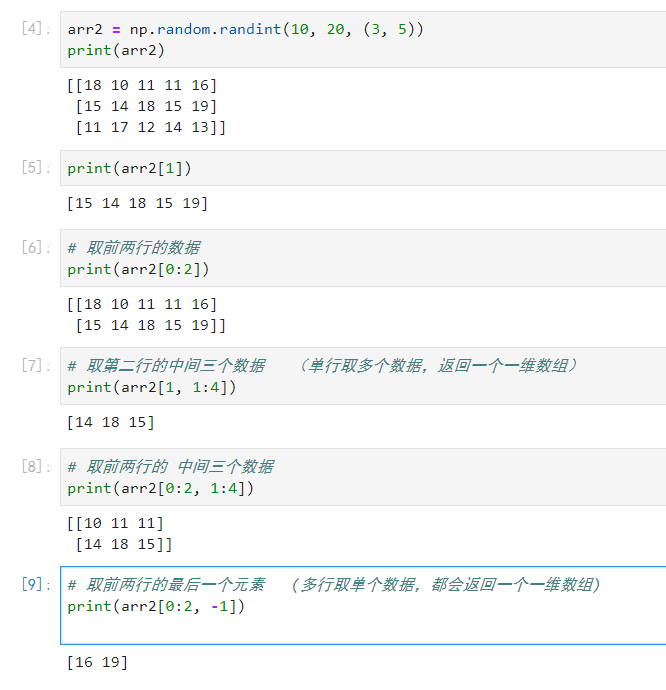 [4]:
arr2 = np.random.randint(10, 20, (3, 5))
print(arr2)
[[18 10 11 11 16]
 [15 14 18 15 19]
 [11 17 12 14 13]]
[5]:
print(arr2[1])
[15 14 18 15 19]
[6]:
# 取前两行的数据
print(arr2[0:2])
[[18 10 11 11 16]
 [15 14 18 15 19]]
[7]:
# 取第二行的中间三个数据   （单行取多个数据，返回一个一维数组）
print(arr2[1, 1:4])
[14 18 15]
[8]:
# 取前两行的 中间三个数据
print(arr2[0:2, 1:4])
[[10 11 11]
 [14 18 15]]
[9]:
# 取前两行的最后一个元素   (多行取单个数据，都会返回一个一维数组)
print(arr2[0:2, -1])
[16 19]